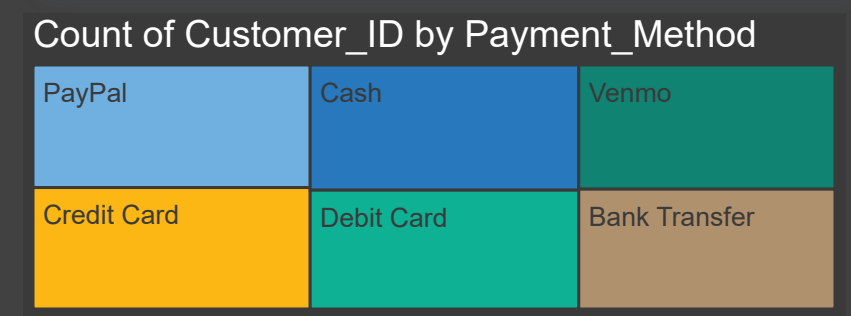 Count of Customer_ID by Payment_Method
PayPal
Cash
Venmo
Credit Card
Debit Card
Bank Transfer